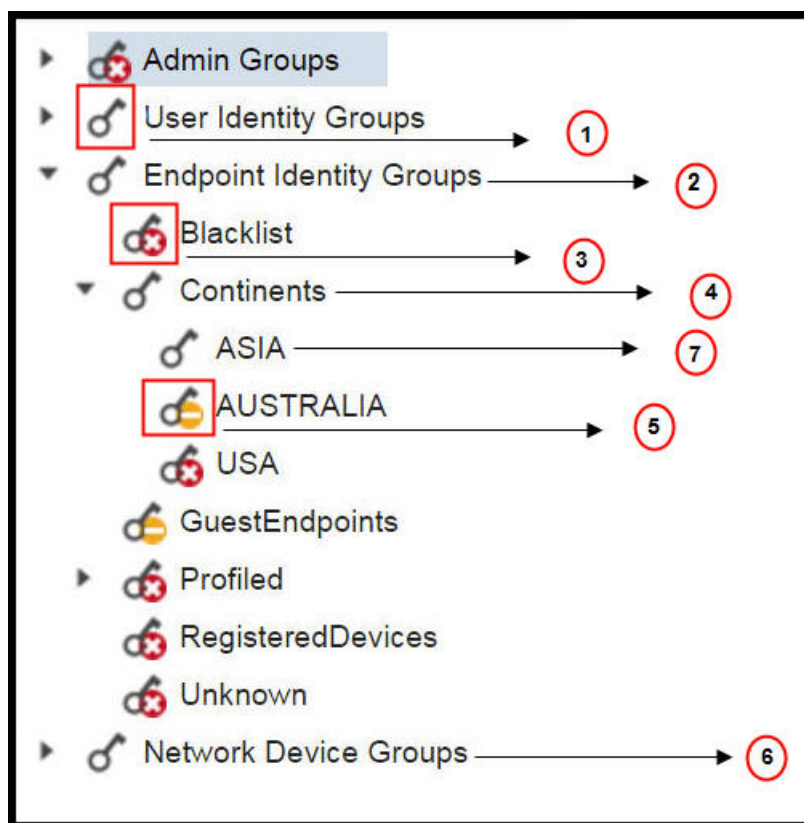 Admin Groups
User Identity Groups
1
Endpoint Identity Groups
2
Blacklist
3
Continents
4
ASIA
7
AUSTRALIA
5
USA
GuestEndpoints
Profiled
RegisteredDevices
Unknown
Network Device Groups
6